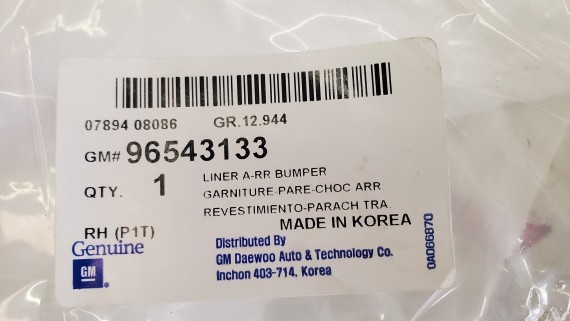 07894 08086 GR.12.944
GM# 96543133
QTY. 1
LINER A-RR BUMPER
GARNITURE-PARE-CHOC ARR
REVESTIMIENTO-PARACH TRA.
RH (P1T)
MADE IN KOREA
Genuine
GM
Distributed By
GM Daewoo Auto & Technology Co.
Inchon 403-714, Korea
0A066870